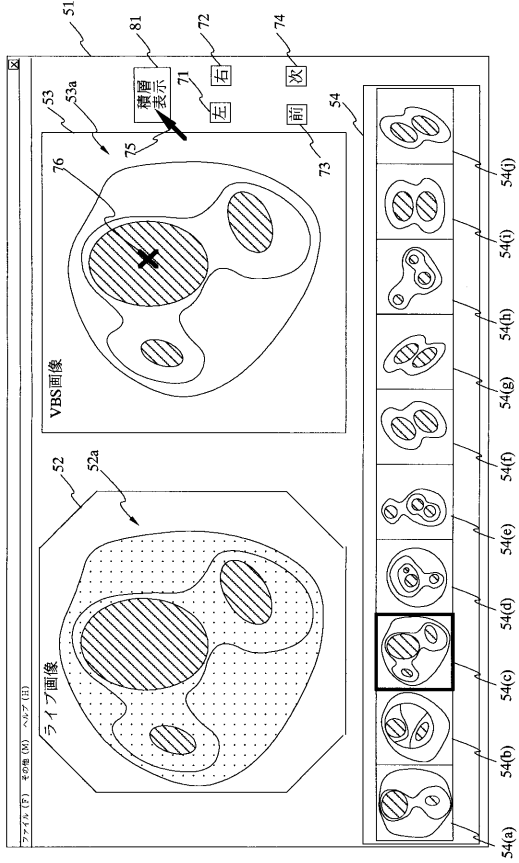 ファイル (F) その他 (M) ヘルプ (H)
51
ライブ画像
52
52a
VBS画像
53
53a
76
75
積層
表示
81
71
左
右
72
73
前
次
74
54
54(a)
54(b)
54(c)
54(d)
54(e)
54(f)
54(g)
54(h)
54(i)
54(j)